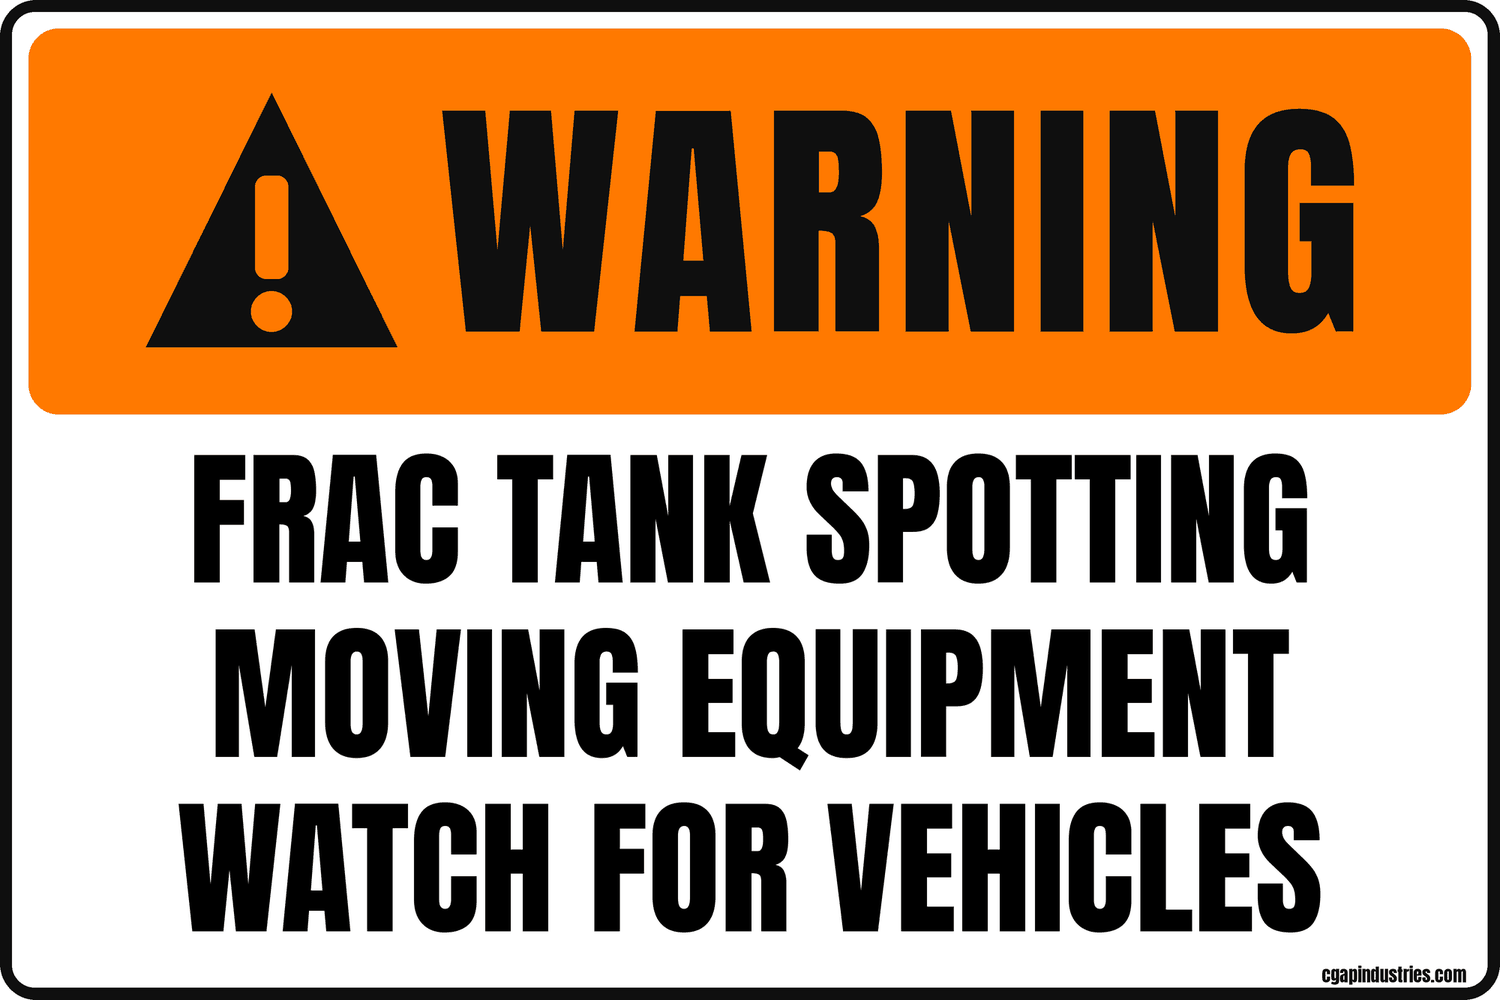 WARNING
FRAC TANK SPOTTING
MOVING EQUIPMENT
WATCH FOR VEHICLES
cgapindustries.com